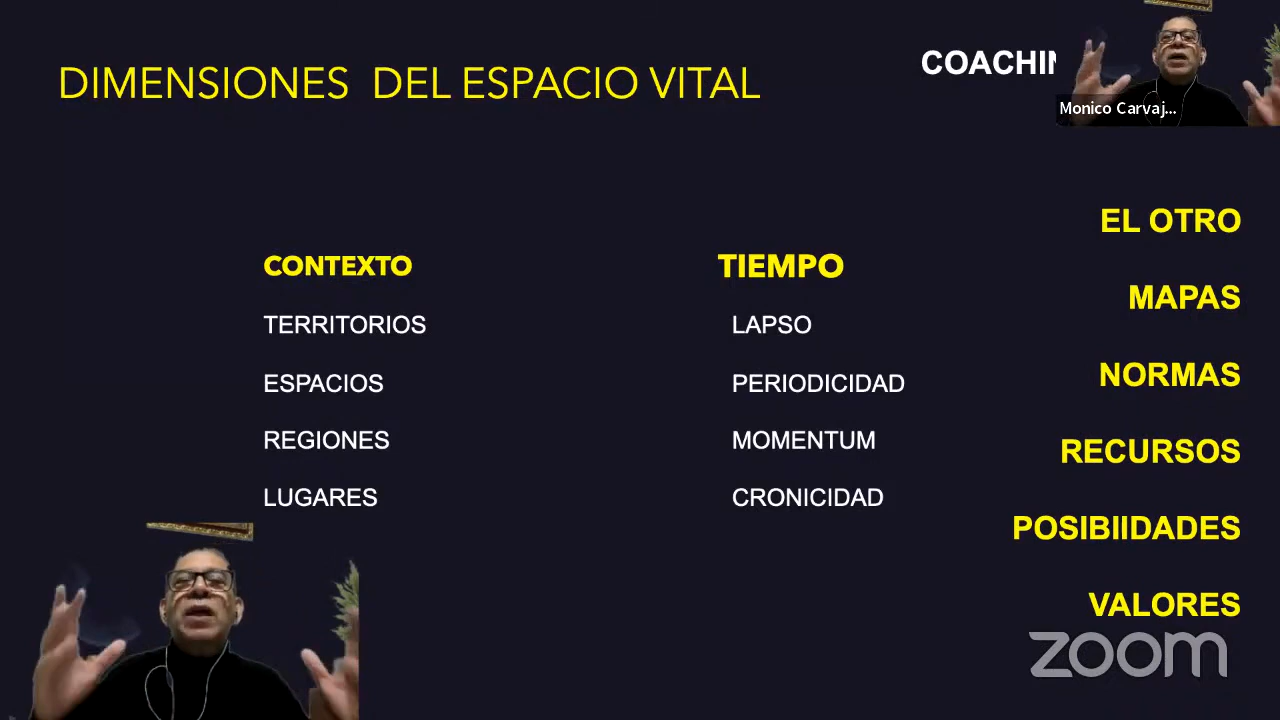 DIMENSIONES DEL ESPACIO VITAL
COACHIN
Monico Carvaj...
CONTEXTO
TERRITORIOS
ESPACIOS
REGIONES
LUGARES
TIEMPO
LAPSO
PERIODICIDAD
MOMENTUM
CRONICIDAD
EL OTRO
MAPAS
NORMAS
RECURSOS
POSIBIIDADES
VALORES
zoom